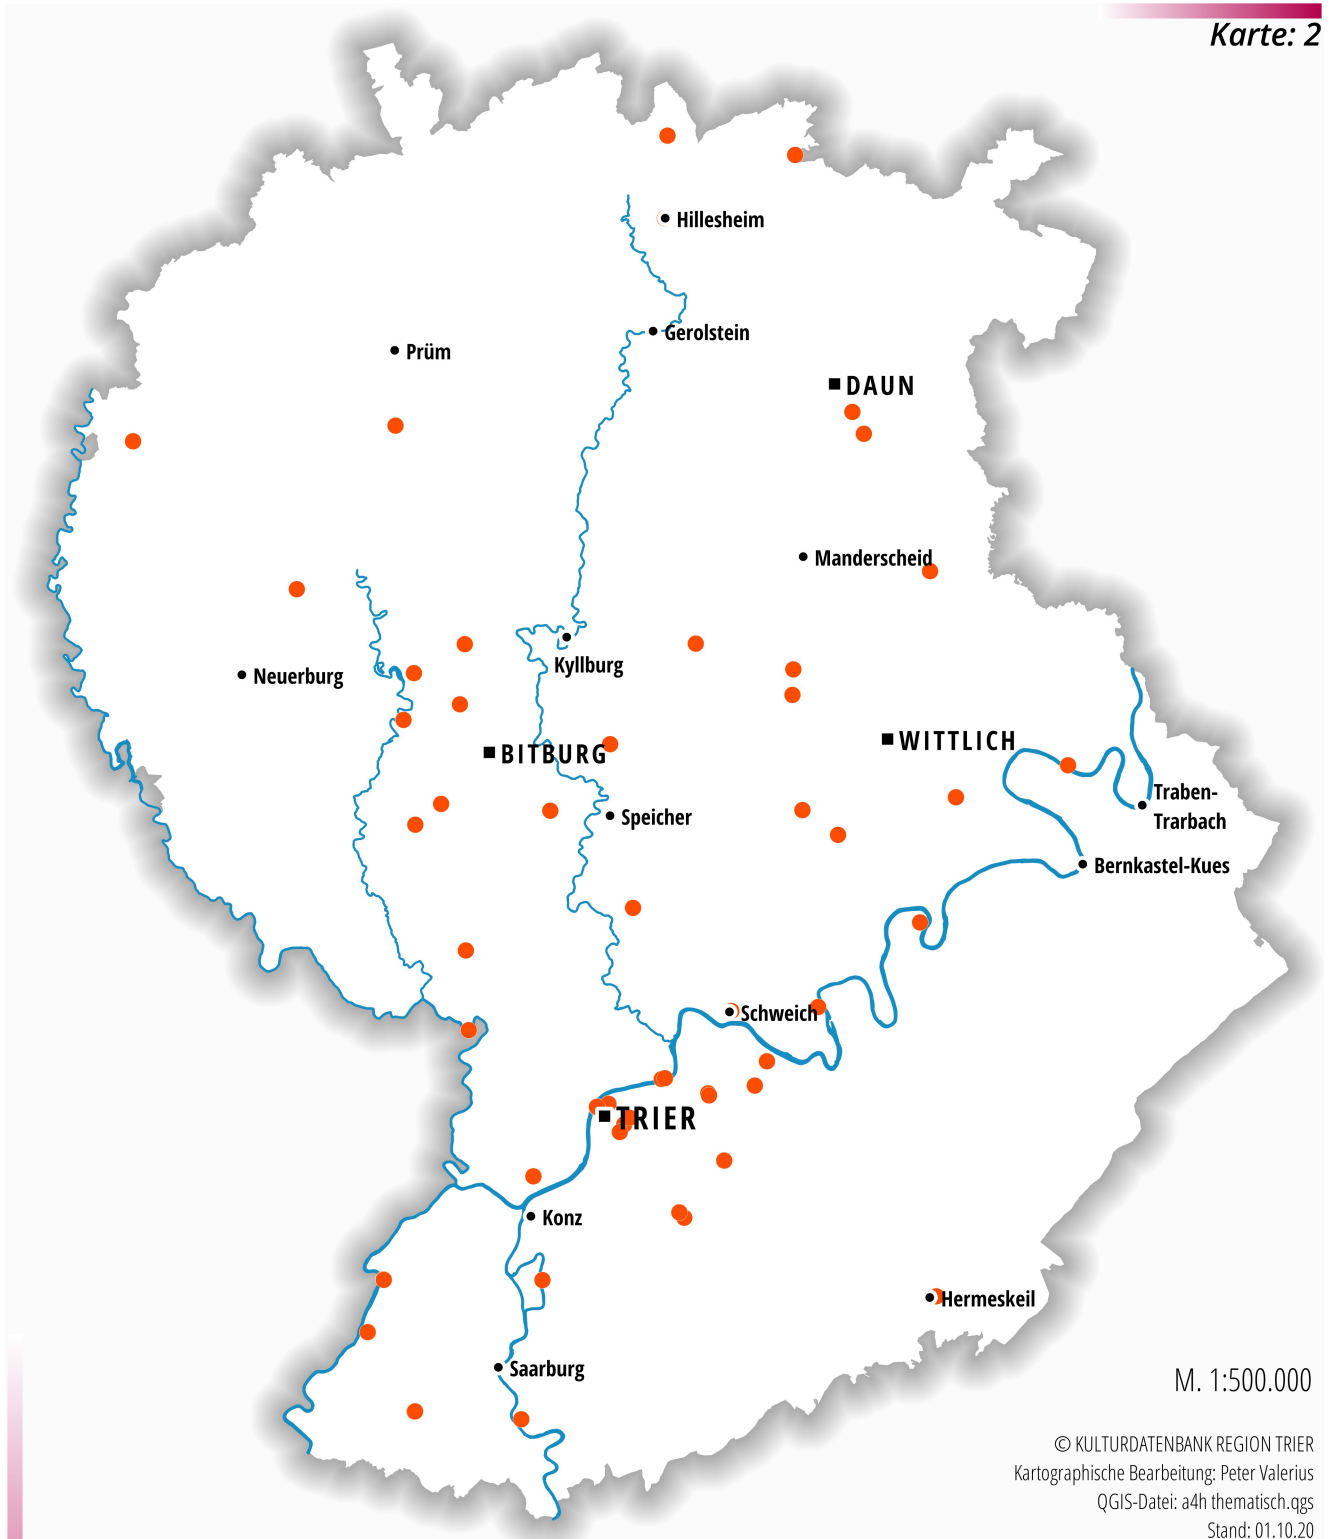 Karte: 2
Hillesheim
Gerolstein
Prüm
DAUN
Manderscheid
Kyllburg
Neuerburg
WITTLICH
BITBURG
Traben-
Trarbach
Speicher
Bernkastel-Kues
Schweich
TRIER
Konz
Hermeskeil
Saarburg
M. 1:500.000
© KULTURDATENBANK REGION TRIER
Kartographische Bearbeitung: Peter Valerius
QGIS-Datei: a4h thematisch.qgs
Stand: 01.10.20